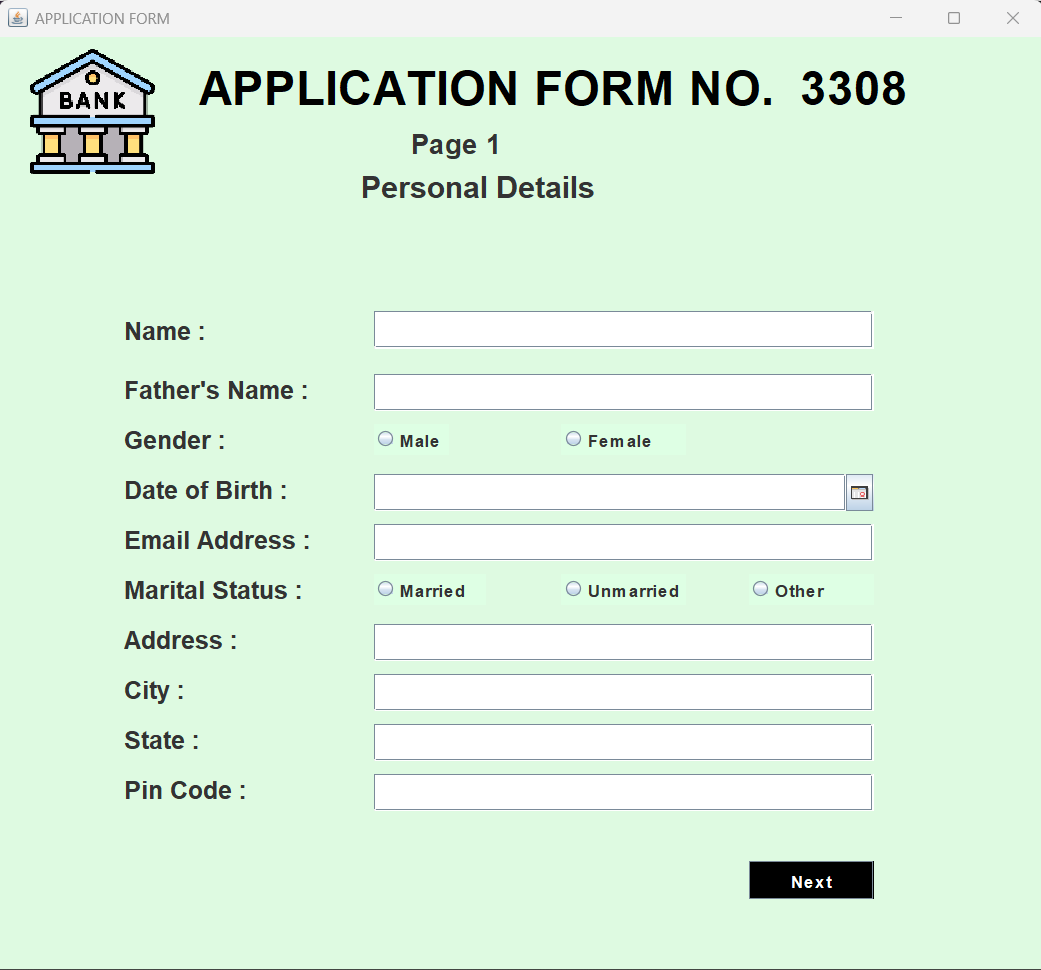 APPLICATION FORM
BANK
APPLICATION FORM NO. 3308
Page 1
Personal Details
Name :
Father's Name :
Gender :
Male
Female
Date of Birth :
Email Address :
Marital Status :
Married
Unmarried
Other
Address :
City :
State :
Pin Code :
Next